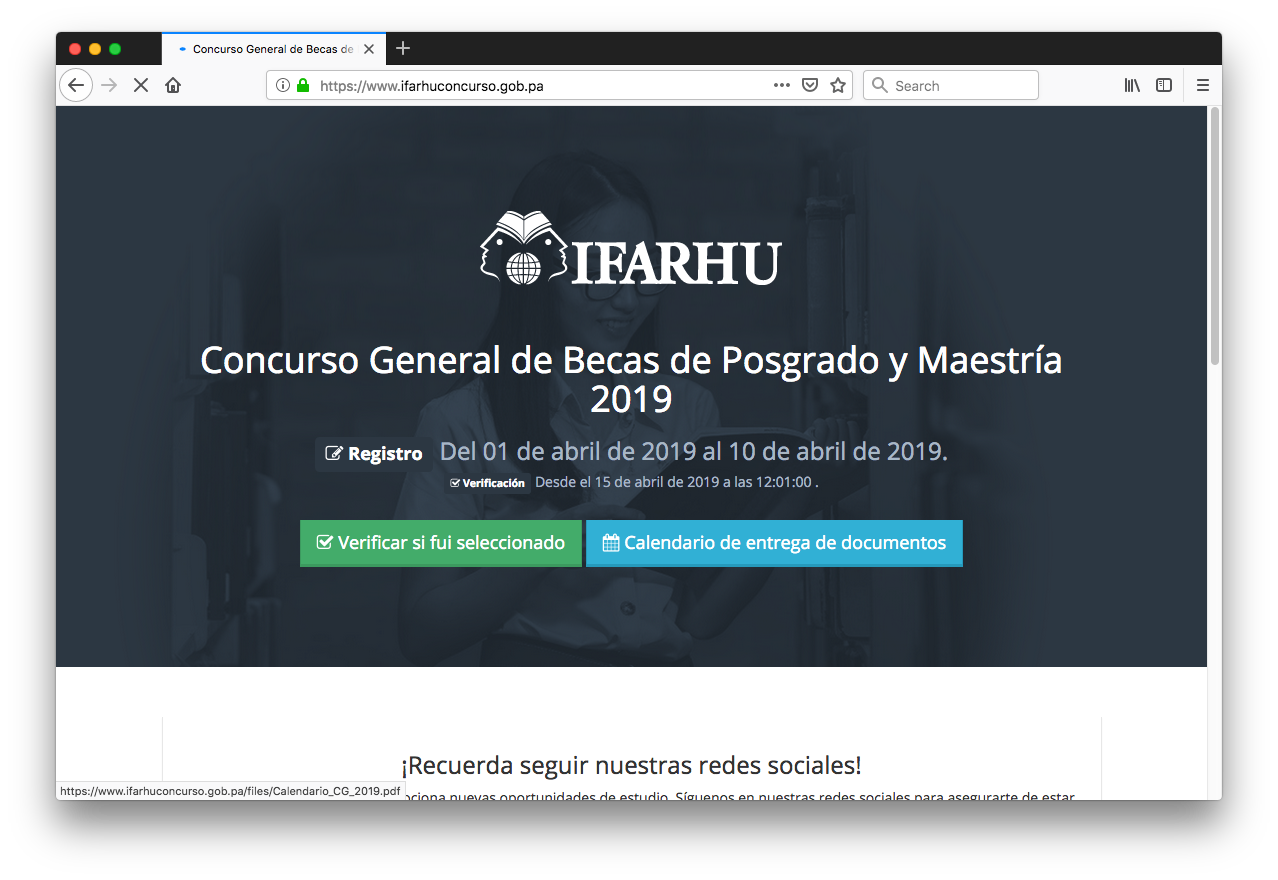 Concurso General de Becas de
https://www.ifarhuconcurso.gob.pa
Search
IFARHU
Concurso General de Becas de Posgrado y Maestría
2019
Registro Del 01 de abril de 2019 al 10 de abril de 2019.
Verificación Desde el 15 de abril de 2019 a las 12:01:00 .
Verificar si fui seleccionado Calendario de entrega de documentos
¡Recuerda seguir nuestras redes sociales!
nuevas oportunidades de estudio. Síguenos en nuestras redes sociales para asegurarte de estar
https://www.ifarhuconcurso.gob.pa/files/Calendario_CG_2019.pdf